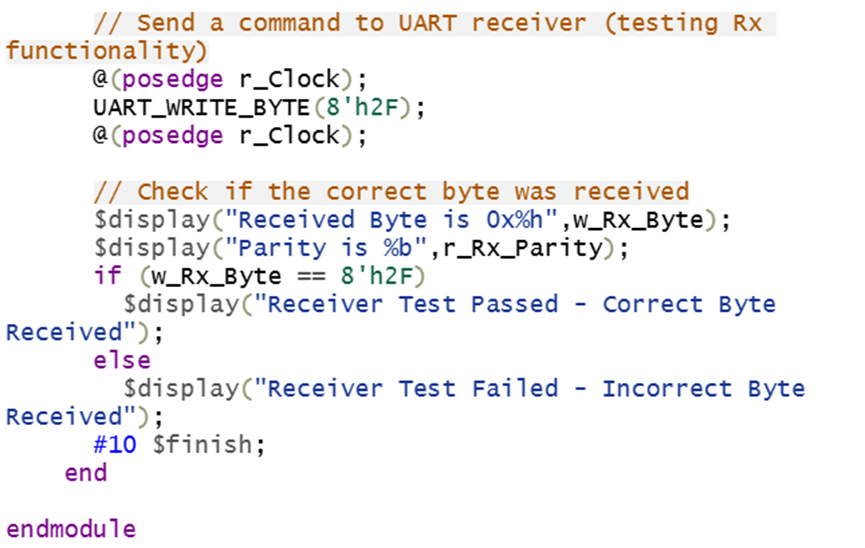 // Send a command to UART receiver (testing Rx
functionality)
@(posedge r_Clock);
UART_WRITE_BYTE(8'h2F);
@(posedge r_Clock);
// Check if the correct byte was received
$display("Received Byte is 0x%h",w_Rx_Byte);
$display("Parity is %b",r_Rx_Parity);
if (w_Rx_Byte == 8'h2F)
$display("Receiver Test Passed - Correct Byte
Received");
else
$display("Receiver Test Failed - Incorrect Byte
Received");
#10 $finish;
end
endmodule